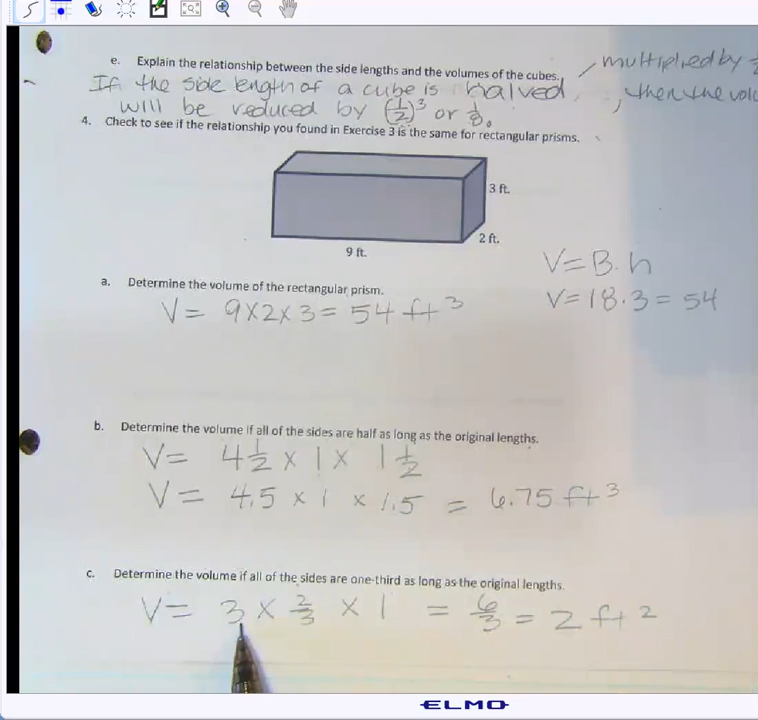 e. Explain the relationship between the side lengths and the volumes of the cubes.
, multiplied by
If the side length of a cube is halved, then the
will be reduced by (1/2)³ or 1/8.
4. Check to see if the relationship you found in Exercise 3 is the same for rectangular prisms.
3 ft.
2 ft.
9 ft.
V=B.h
a. Determine the volume of the rectangular prism.
V=18.3=54
V= 9x2x3=54 ft³
b. Determine the volume if all of the sides are half as long as the original lengths.
V= 4 1/2 x 1 x 1 1/2
V= 4.5 x 1 x 1.5 = 6.75 ft³
c. Determine the volume if all of the sides are one-third as long as the original lengths.
V= 3 x 2/3 x 1 = 6/3 = 2 ft²
ELMO